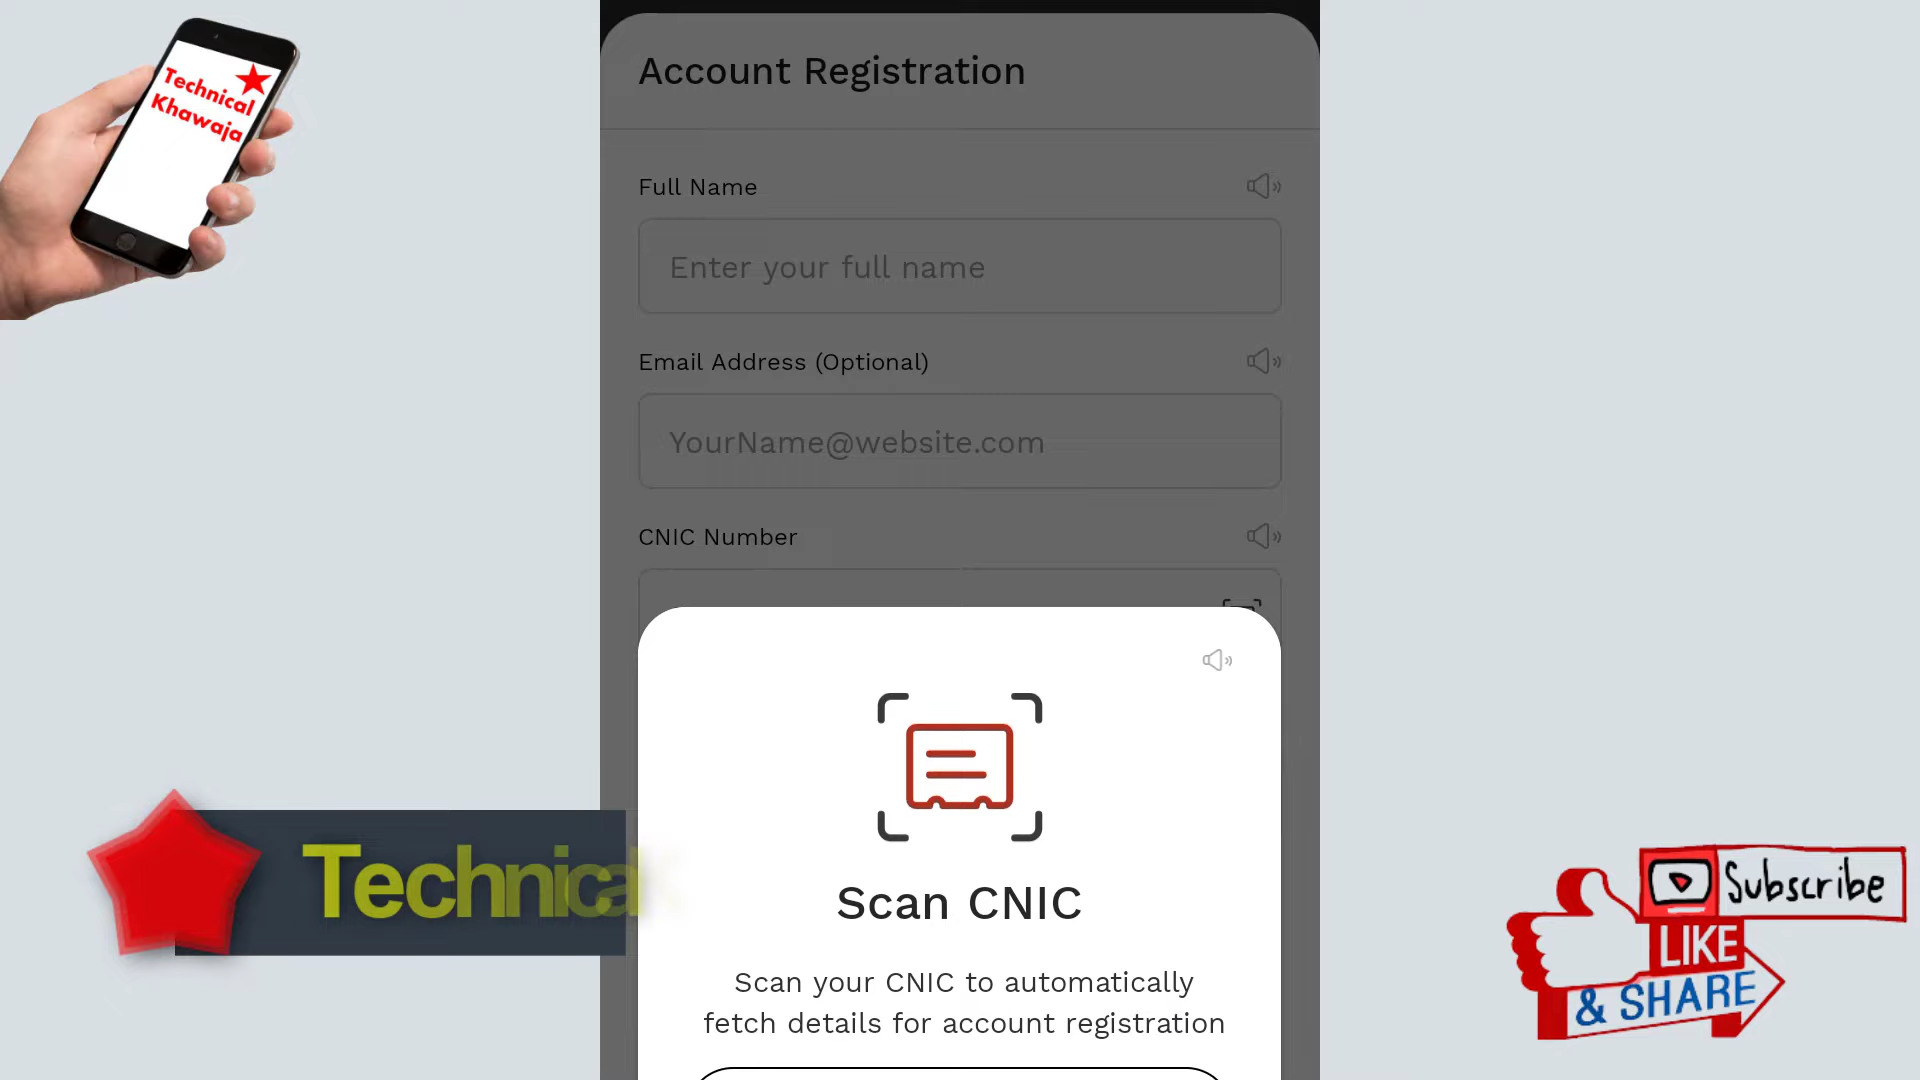 Technical
Khawaja
Account Registration
Full Name
Enter your full name
Email Address (Optional)
YourName@website.com
CNIC Number
Scan CNIC
Scan your CNIC to automatically
fetch details for account registration
Technical
Subscribe
LIKE
& SHARE